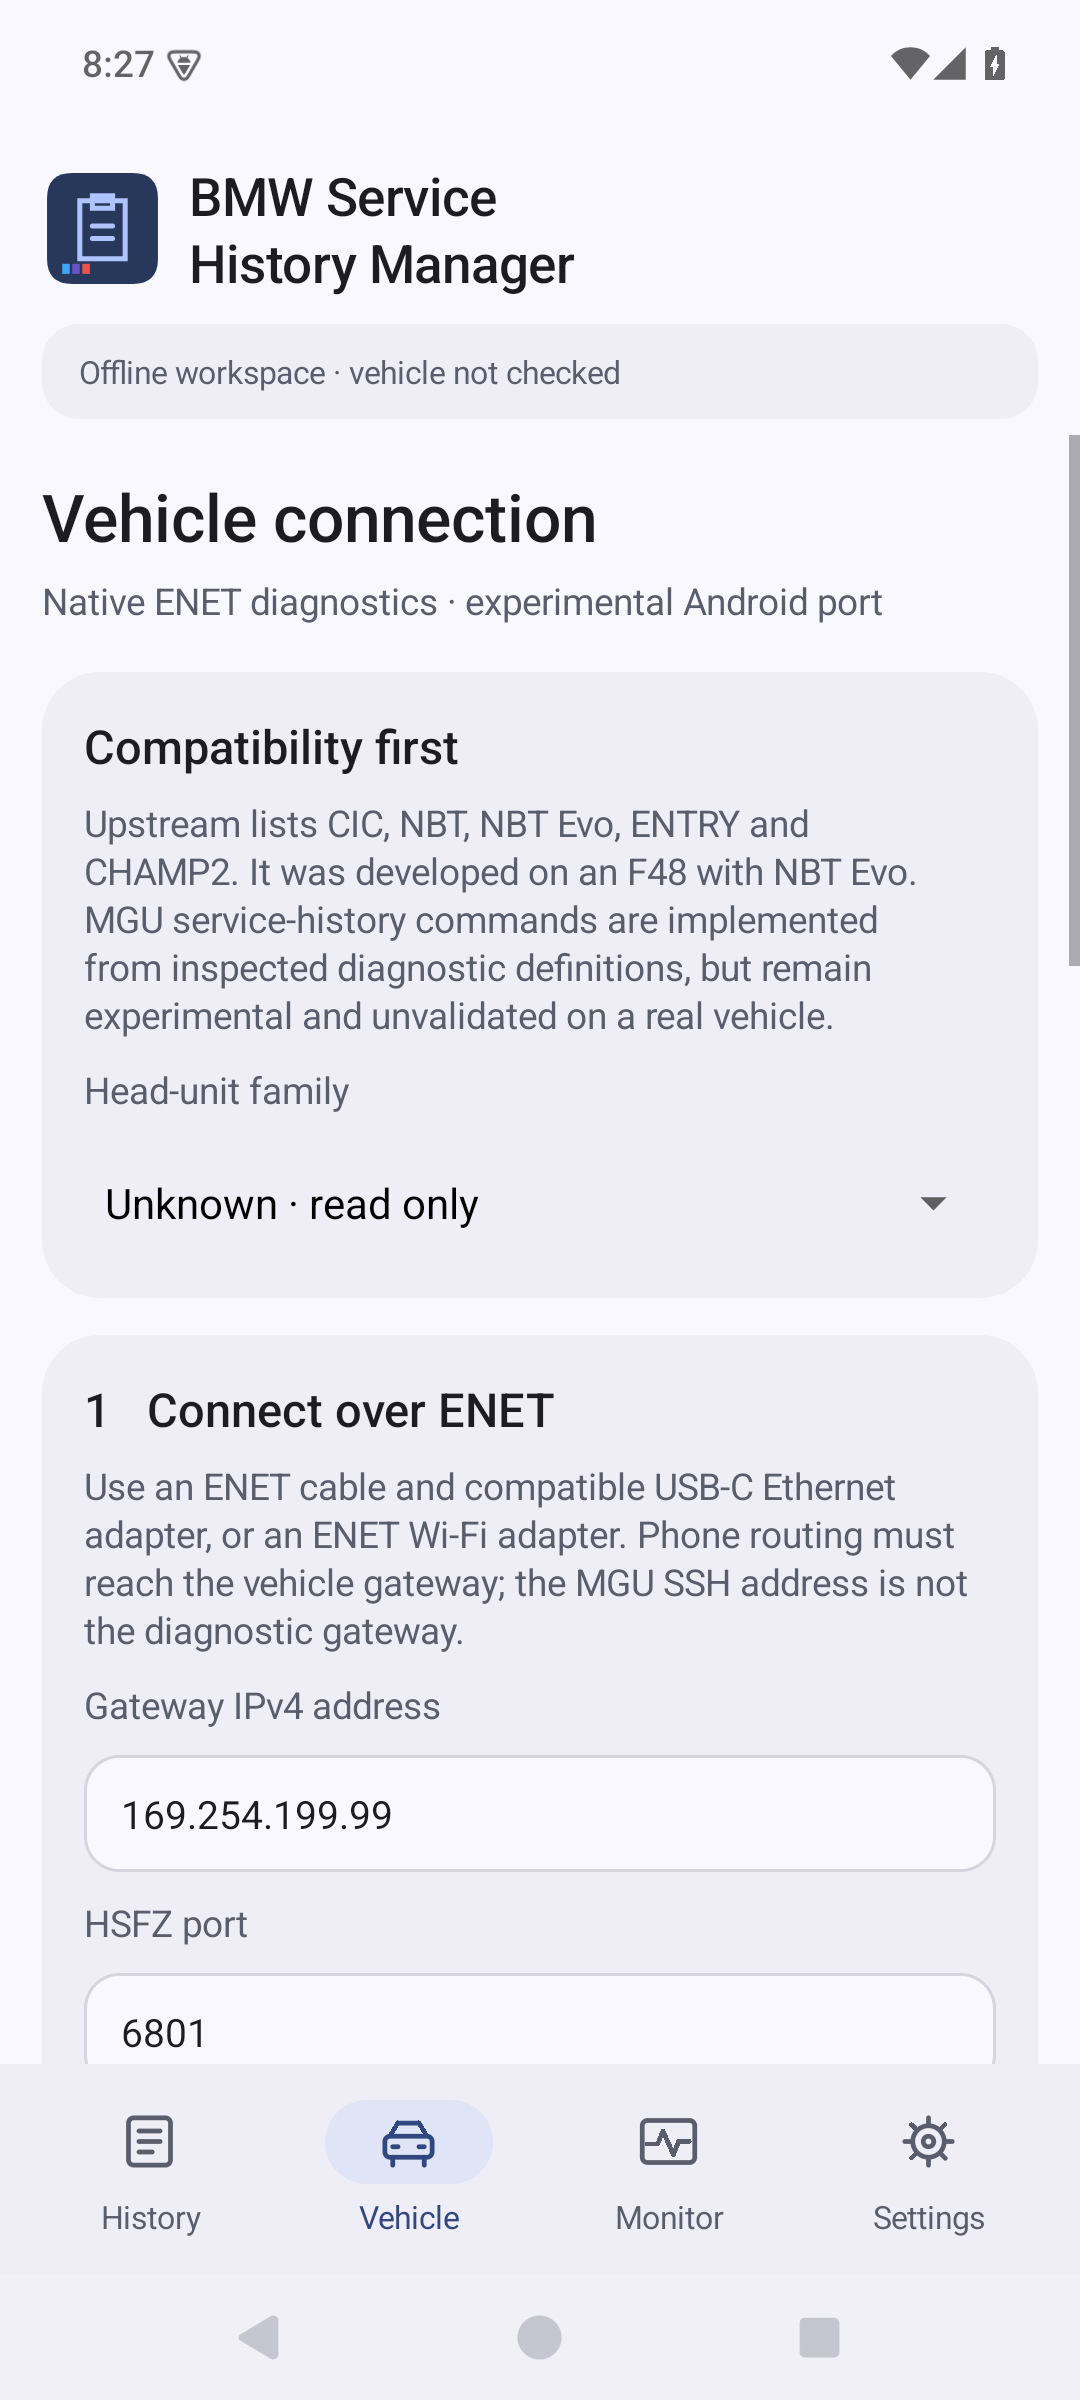 8:27
BMW Service
History Manager
Offline workspace · vehicle not checked
Vehicle connection
Native ENET diagnostics · experimental Android port
Compatibility first
Upstream lists CIC, NBT, NBT Evo, ENTRY and
CHAMP2. It was developed on an F48 with NBT Evo.
MGU service-history commands are implemented
from inspected diagnostic definitions, but remain
experimental and unvalidated on a real vehicle.
Head-unit family
Unknown · read only
1 Connect over ENET
Use an ENET cable and compatible USB-C Ethernet
adapter, or an ENET Wi-Fi adapter. Phone routing must
reach the vehicle gateway; the MGU SSH address is not
the diagnostic gateway.
Gateway IPv4 address
169.254.199.99
HSFZ port
6801
History
Vehicle
Monitor
Settings